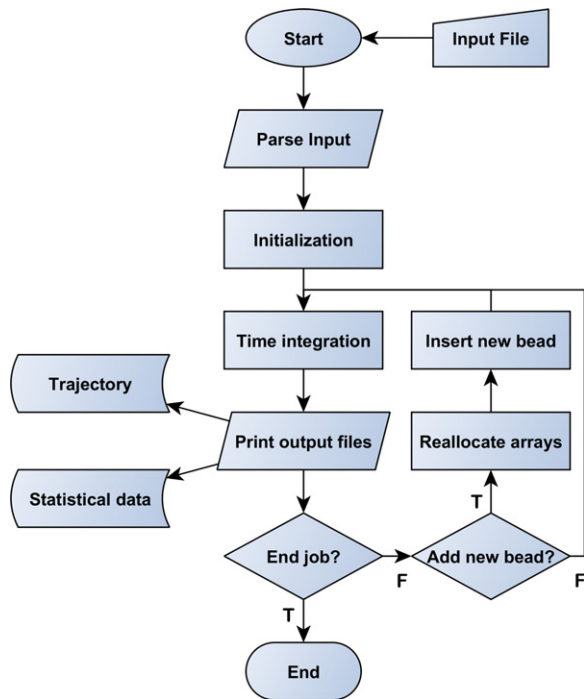 Start
Input File
Parse Input
Initialization
Time integration
Insert new bead
Trajectory
Print output files
Reallocate arrays
Statistical data
T
End job?
Add new bead?
F
F
T
End